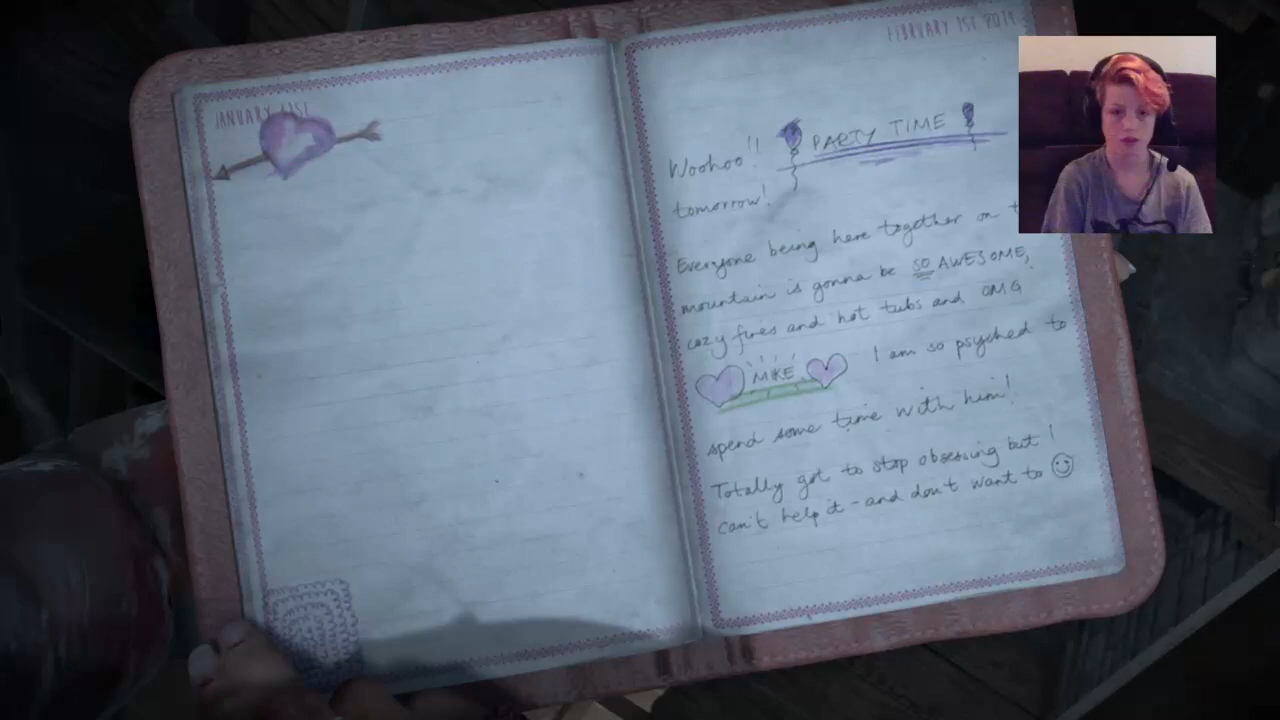 JANUARY 31ST
FEBRUARY 1ST 2014
Woohoo!! PARTY TIME
tomorrow!
Everyone being here together on
mountain is gonna be SO AWESOME,
cozy fires and hot tubs and OMG
MIKE I am so psyched to
spend some time with him!
Totally got to stop obsessing but I
can't help it - and don't want to